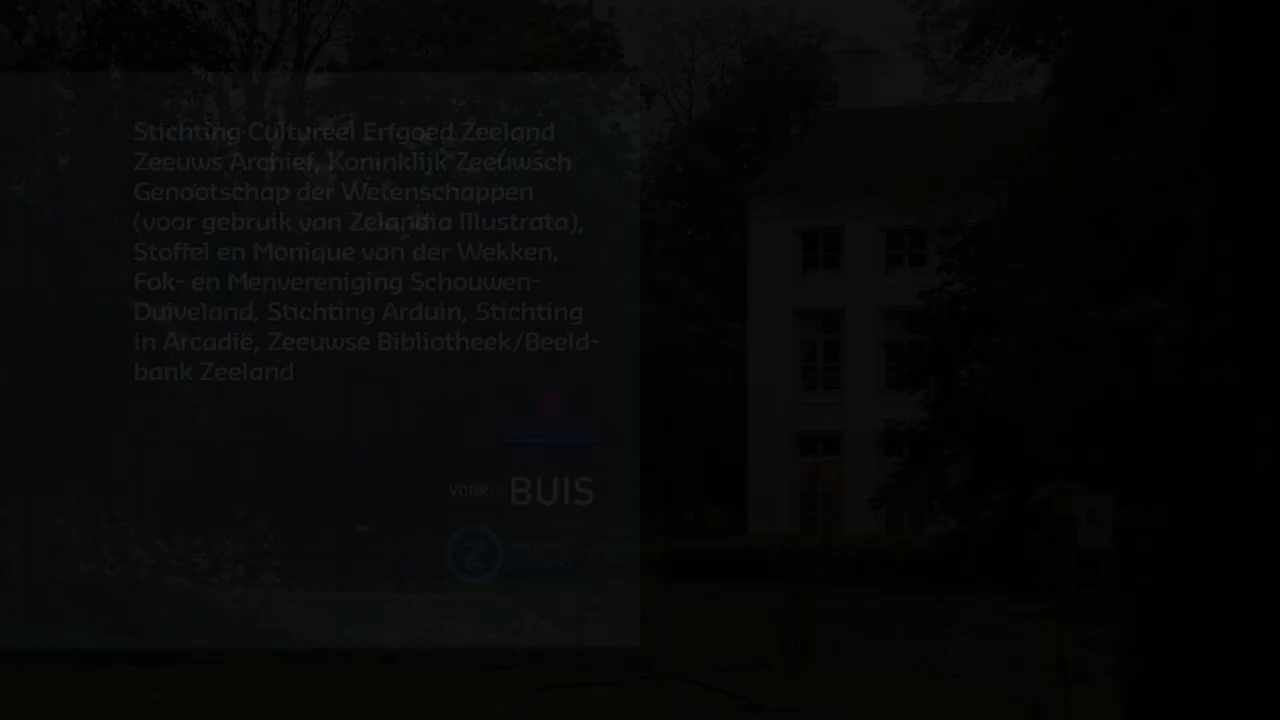 Stichting Cultureel Erfgoed Zeeland
Zeeuws Archief, Koninklijk Zeeuwsch
Genootschap der Wetenschappen
(voor gebruik van Zelandia Illustrata),
Stoffel en Monique van der Wekken,
Fok- en Menvereniging Schouwen-
Duiveland, Stichting Arduin, Stichting
in Arcadië, Zeeuwse Bibliotheek/Beeld-
bank Zeeland
VOOR BUIS
Z